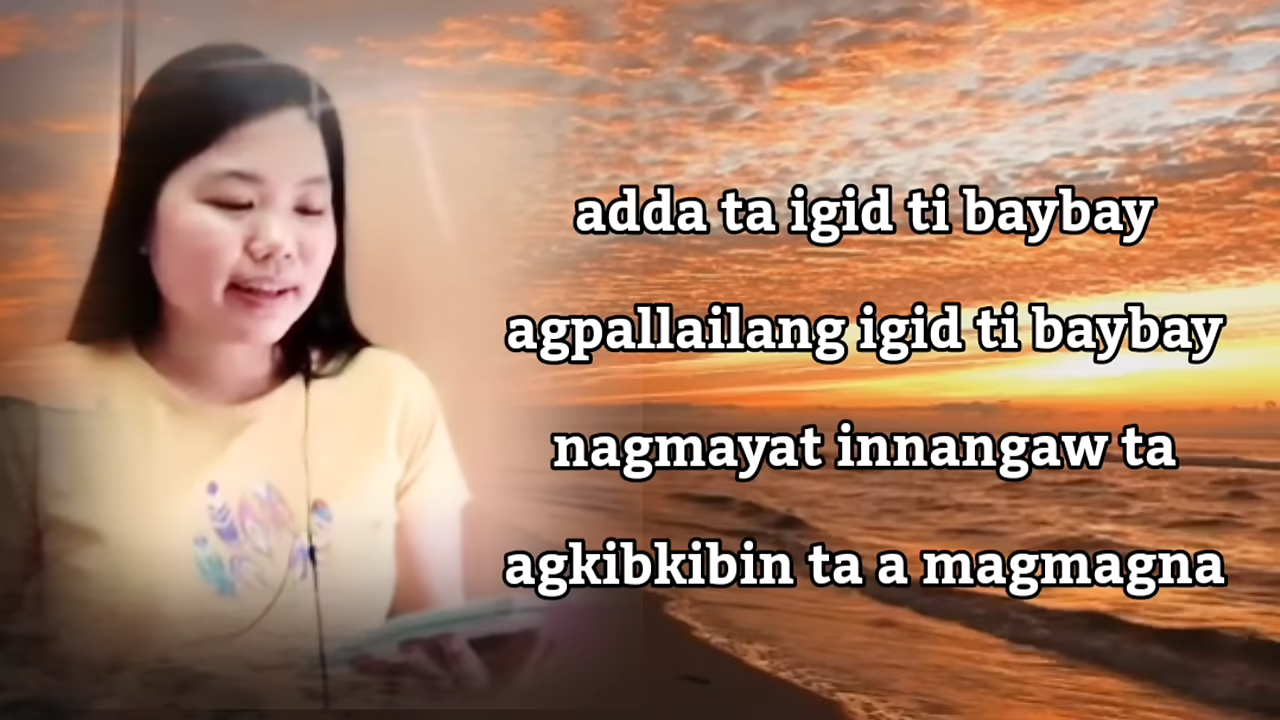 adda ta igid ti baybay
agpallailang igid ti baybay
nagmayat innangaw ta
agkibkibin ta a magmagna